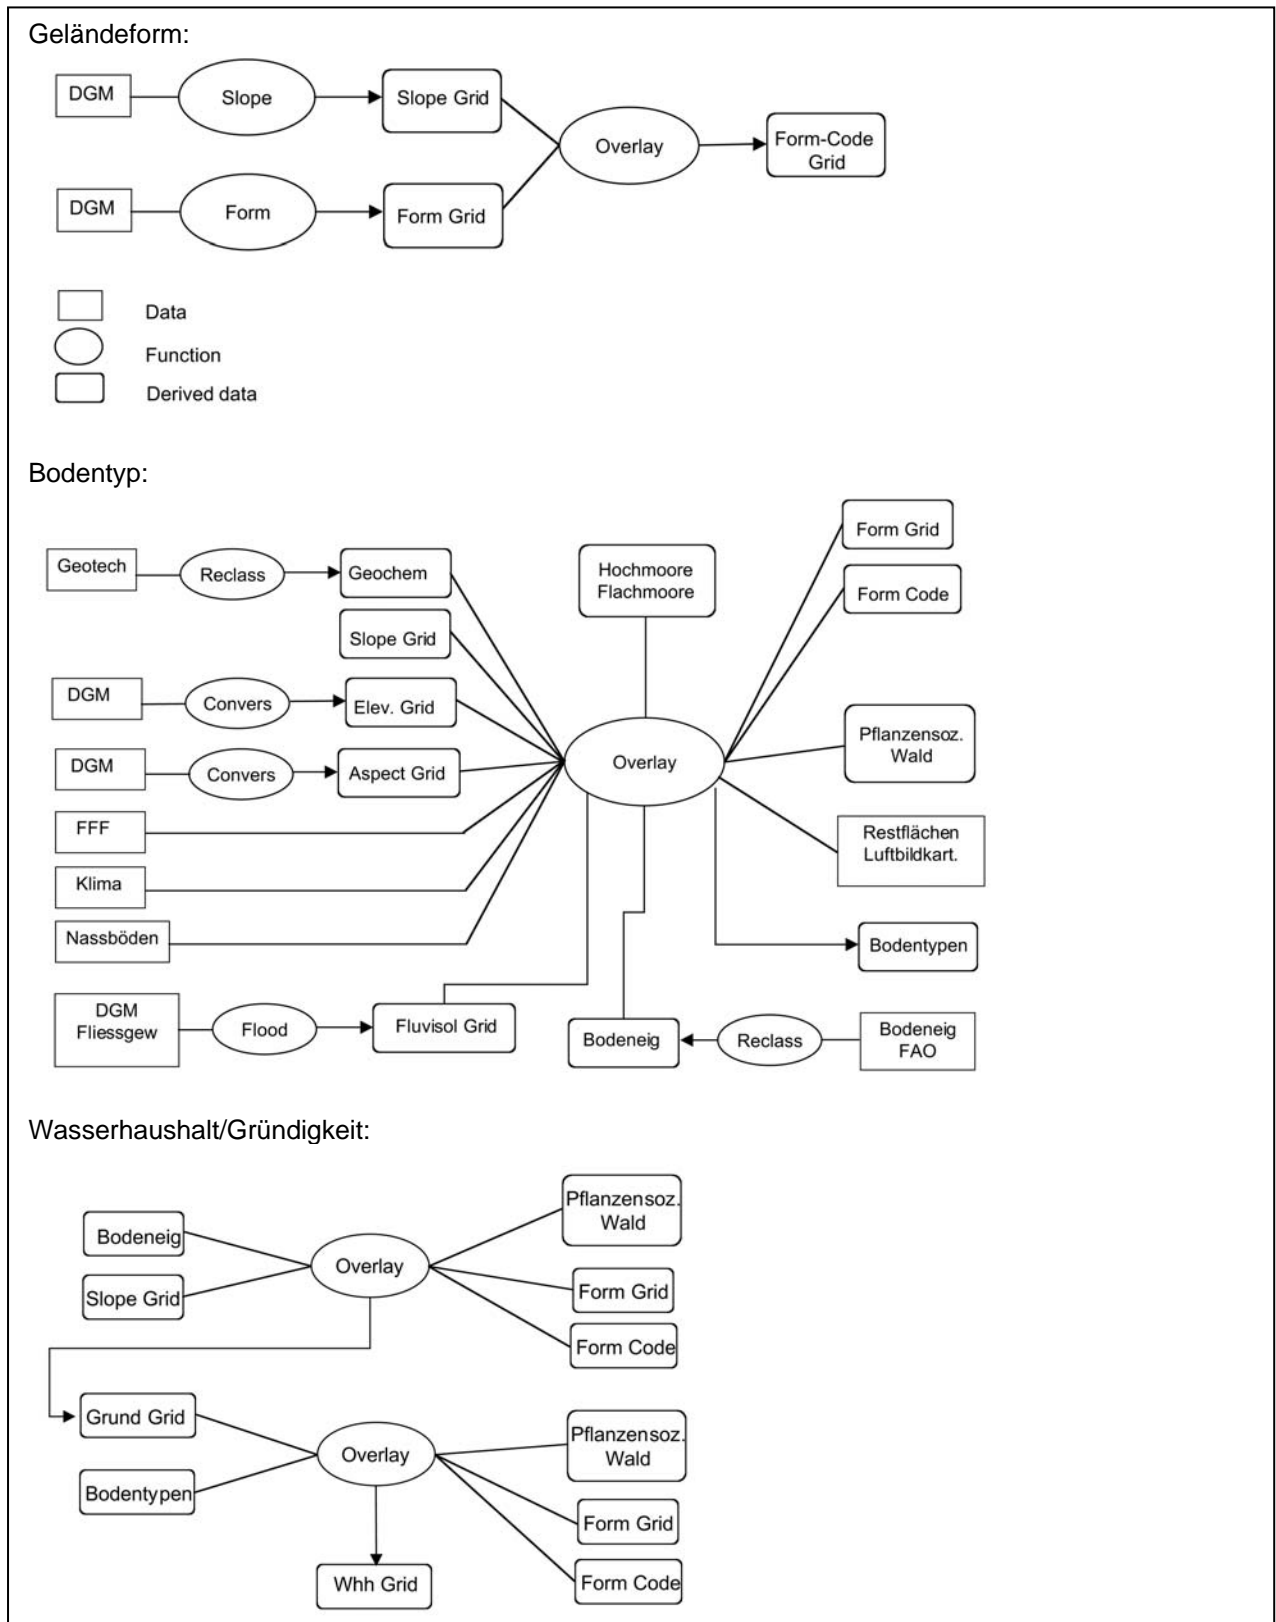 Geländeform:
DGM
Slope
Slope Grid
Overlay
Form-Code
Grid
DGM
Form
Form Grid
Data
Function
Derived data
Bodentyp:
Geotech
Reclass
Geochem
Slope Grid
DGM
Convers
Elev. Grid
DGM
Convers
Aspect Grid
FFF
Klima
Nassböden
DGM
Fliessgew
Flood
Fluvisol Grid
Hochmoore
Flachmoore
Overlay
Form Grid
Form Code
Pflanzensoz.
Wald
Restflächen
Luftbildkart.
Bodentypen
Bodeneig
Reclass
Bodeneig
FAO
Wasserhaushalt/Gründigkeit:
Bodeneig
Slope Grid
Overlay
Pflanzensoz.
Wald
Form Grid
Form Code
Grund Grid
Bodentypen
Overlay
Pflanzensoz.
Wald
Form Grid
Form Code
Whh Grid